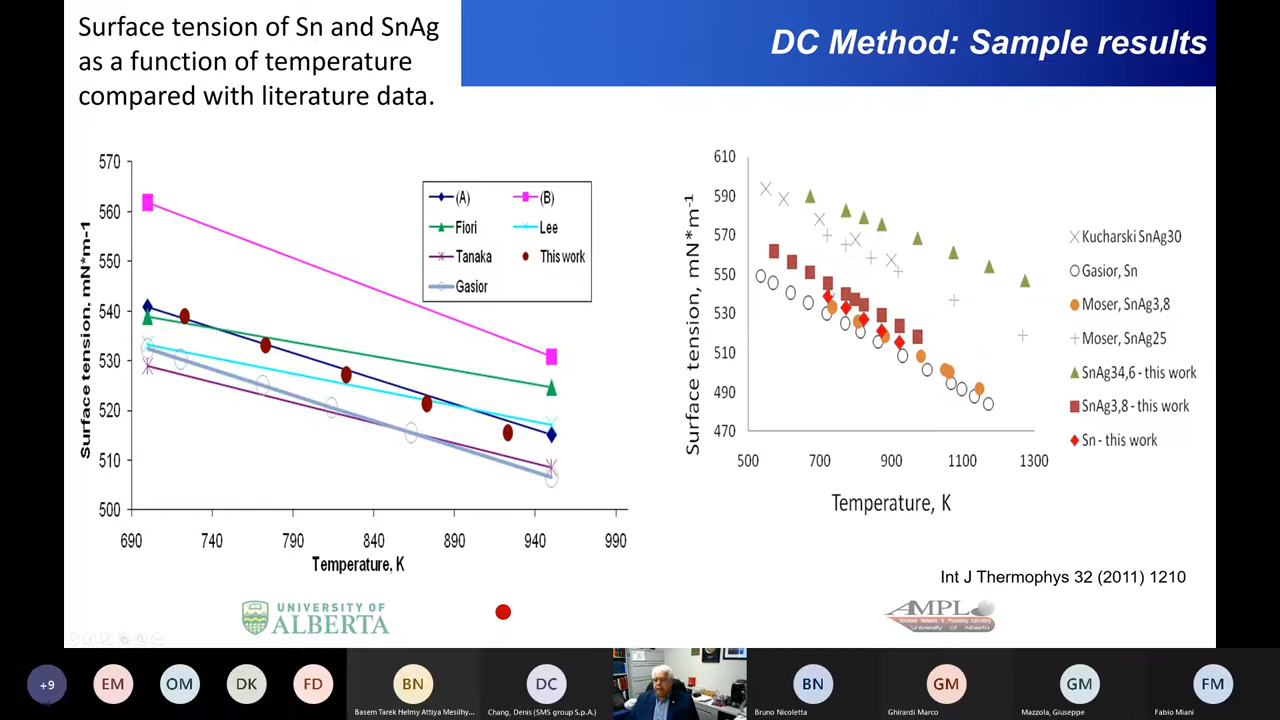 Surface tension of Sn and SnAg
as a function of temperature
compared with literature data.
DC Method: Sample results
570
560
550
540
530
520
510
500
690 740 790 840 890 940 990
Surface tension. mN*m-1
Temperature, K
(A) (B)
Fiori Lee
Tanaka This work
Gasior
610
590
570
550
530
510
490
470
500 700 900 1100 1300
Surface tension, mN*m⁻¹
Temperature, K
Kucharski SnAg30
Gasior, Sn
Moser, SnAg3,8
Moser, SnAg25
SnAg34,6 - this work
SnAg3,8 - this work
Sn - this work
Int J Thermophys 32 (2011) 1210
UNIVERSITY OF
ALBERTA
AMPL
University of Alberta
+9 EM OM DK FD BN DC BN GM GM FM
Basem Tarek Helmy Attiya Mesilhy... Chang, Denis (SMS group S.p.A.) Bruno Nicoletta Ghirardi Marco Mazzola, Giuseppe Fabio Miani